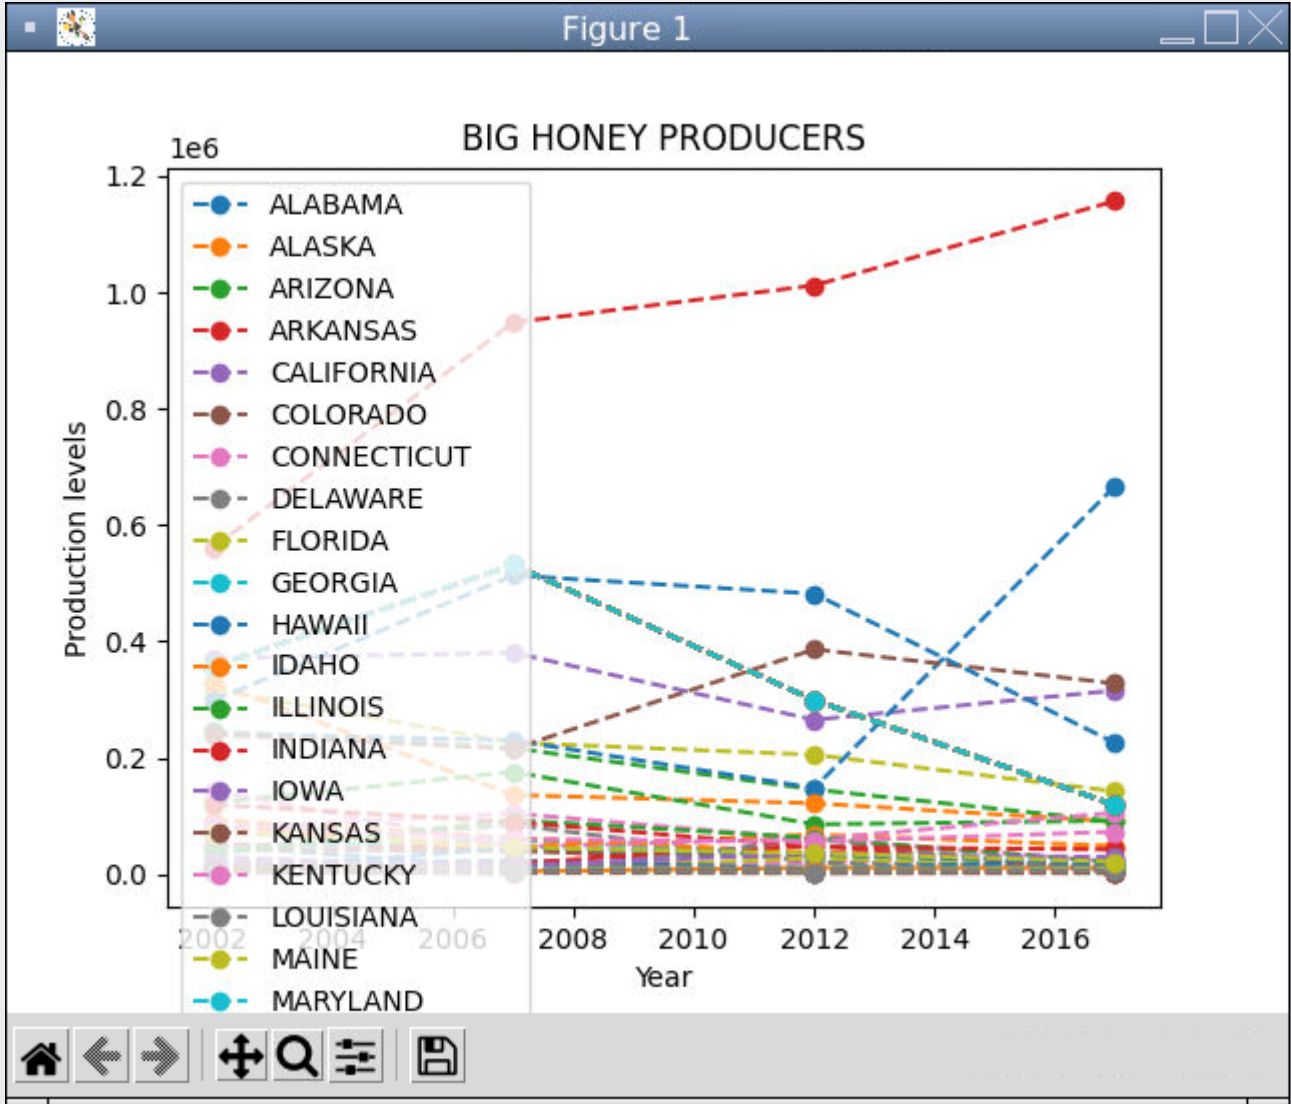 Figure 1
BIG HONEY PRODUCERS
1e6
1.2
1.0
0.8
0.6
0.4
0.2
0.0
Production levels
ALABAMA
ALASKA
ARIZONA
ARKANSAS
CALIFORNIA
COLORADO
CONNECTICUT
DELAWARE
FLORIDA
GEORGIA
HAWAII
IDAHO
ILLINOIS
INDIANA
IOWA
KANSAS
KENTUCKY
LOUISIANA
MAINE
MARYLAND
2002 2004 2006 2008 2010 2012 2014 2016
Year